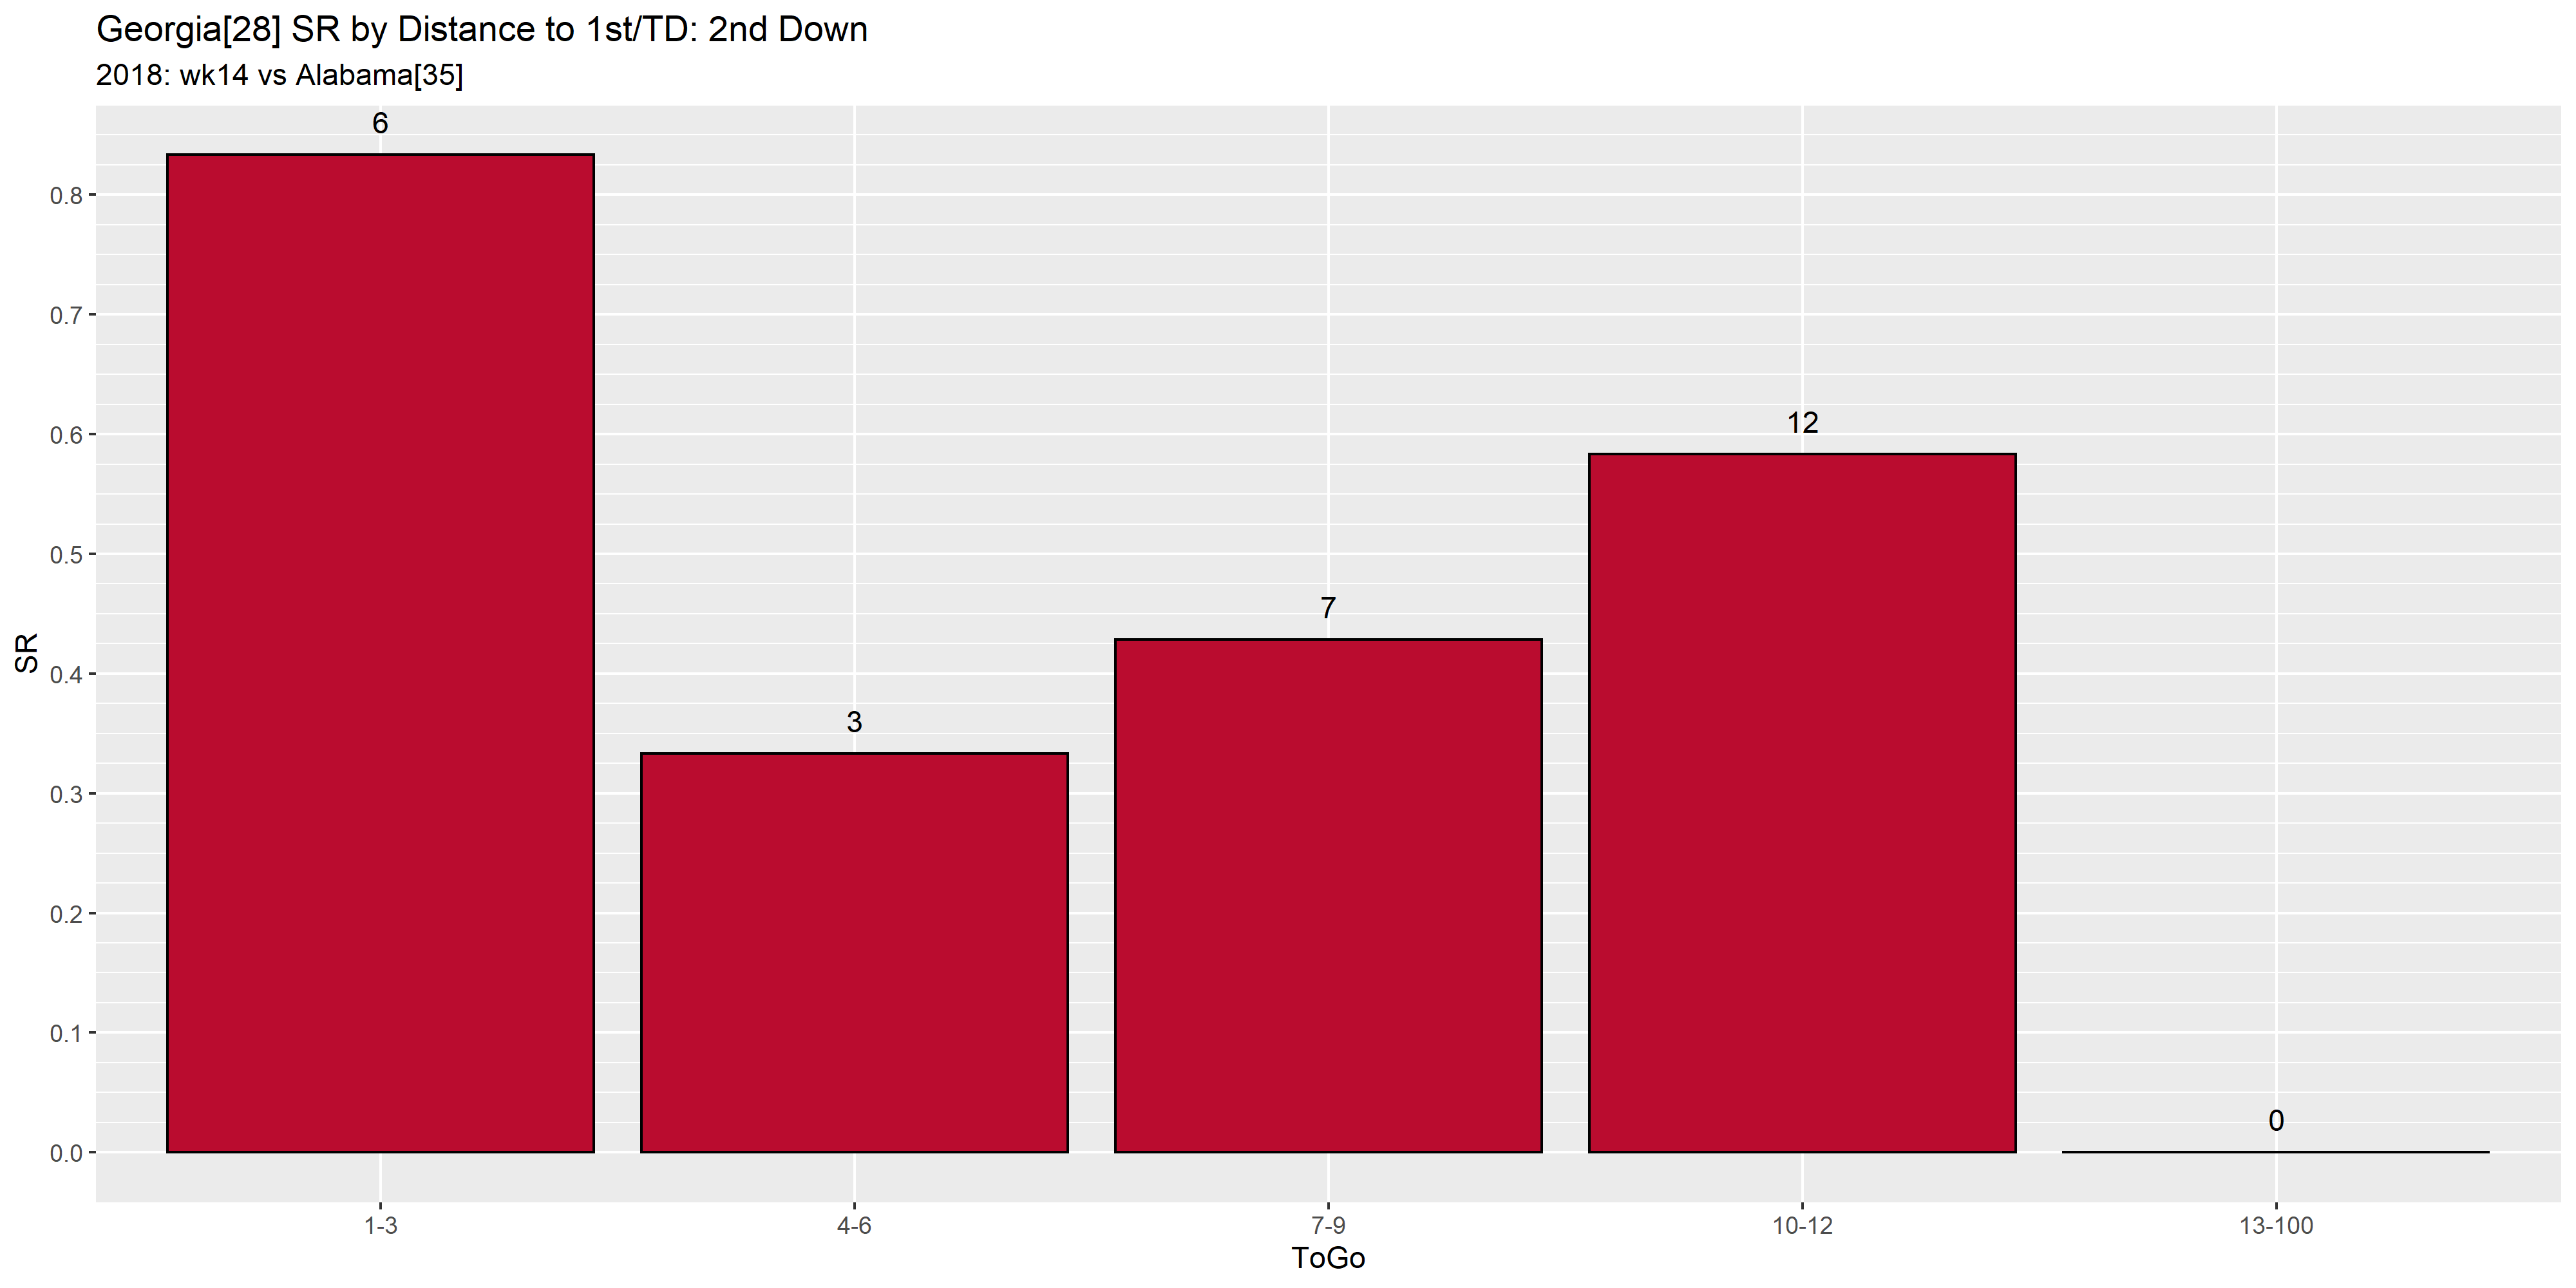 Georgia[28] SR by Distance to 1st/TD: 2nd Down
2018: wk14 vs Alabama[35]
6
0.8
0.7
12
0.6
7
0.5
SR
0.4
3
0.3
0.2
0.1
0
0.0
1-3 4-6 7-9 10-12 13-100
ToGo